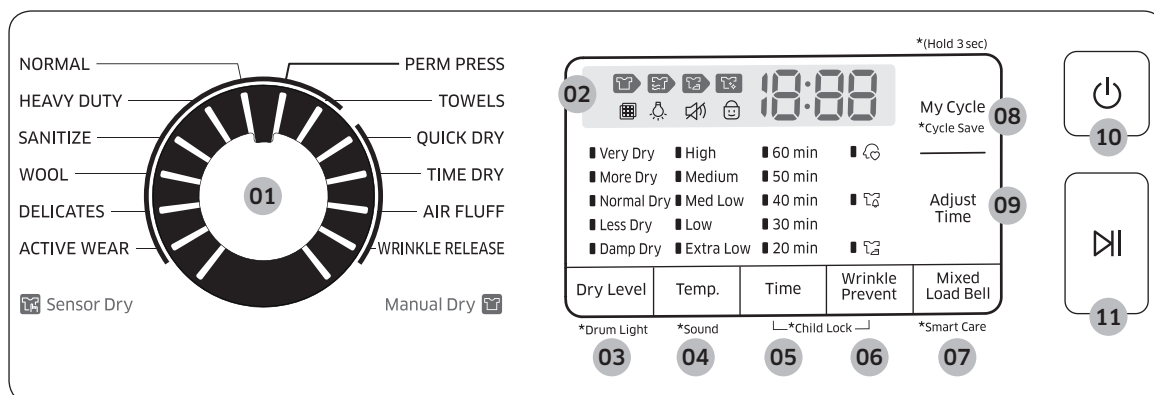 NORMAL
HEAVY DUTY
SANITIZE
WOOL
DELICATES
ACTIVE WEAR
Sensor Dry
01
PERM PRESS
TOWELS
QUICK DRY
TIME DRY
AIR FLUFF
WRINKLE RELEASE
Manual Dry
*(Hold 3 sec)
02
18:88
My Cycle
*Cycle Save
08
Adjust
Time
09
Very Dry High 60 min
More Dry Medium 50 min
Normal Dry Med Low 40 min
Less Dry Low 30 min
Damp Dry Extra Low 20 min
Dry Level
Temp.
Time
Wrinkle
Prevent
Mixed
Load Bell
*Drum Light
*Sound
*Child Lock
*Smart Care
03
04
05
06
07
10
11